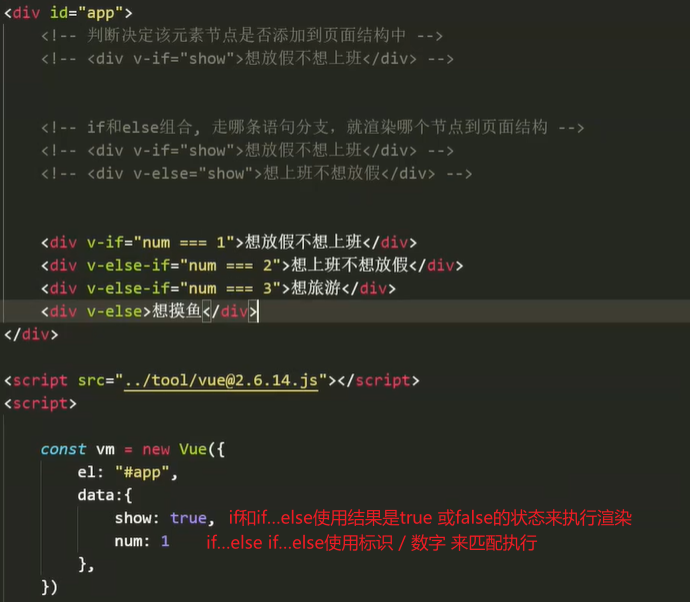 <div id="app">
<!-- 判断决定该元素节点是否添加到页面结构中 -->
<!-- <div v-if="show">想放假不想上班</div> -->
<!-- if和else组合, 走哪条语句分支，就渲染哪个节点到页面结构 -->
<!-- <div v-if="show">想放假不想上班</div> -->
<!-- <div v-else="show">想上班不想放假</div> -->
<div v-if="num === 1">想放假不想上班</div>
<div v-else-if="num === 2">想上班不想放假</div>
<div v-else-if="num === 3">想旅游</div>
<div v-else>想摸鱼</div>
</div>
<script src="../tool/vue@2.6.14.js"></script>
<script>
const vm = new Vue({
el: "#app",
data:{
show: true, if和if...else使用结果是true 或false的状态来执行渲染
num: 1 if...else if...else使用标识 / 数字 来匹配执行
},
})